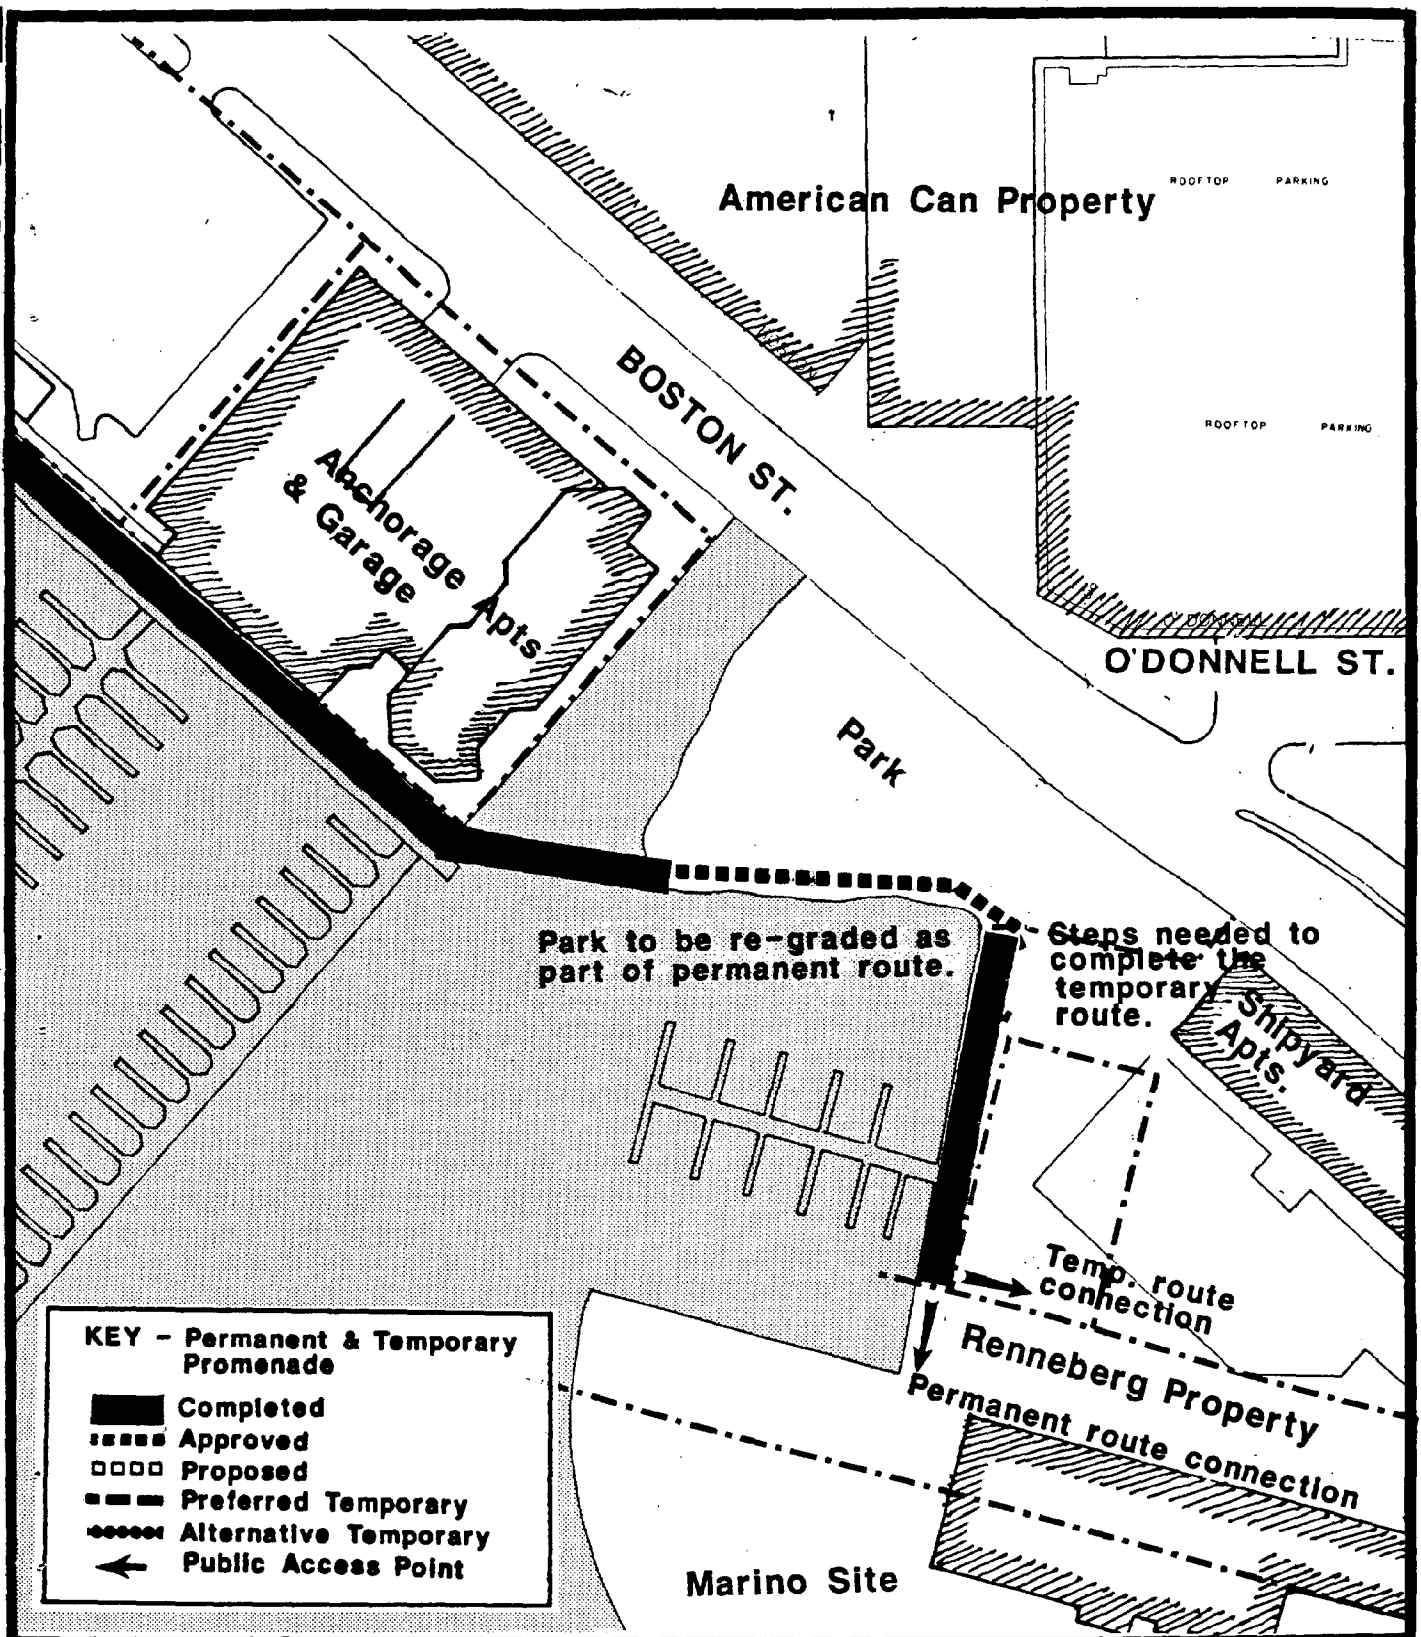 American Can Property
ROOFTOP PARKING
ROOFTOP PARKING
BOSTON ST.
Anchorage Apts
& Garage
O'DONNELL
O'DONNELL ST.
Park
Park to be re-graded as
part of permanent route.
Steps needed to
complete the
temporary
route.
Shipyard
Apts.
Temp. route
connection
Renneberg Property
Permanent route connection
Marino Site
KEY - Permanent & Temporary
Promenade
Completed
Approved
Proposed
Preferred Temporary
Alternative Temporary
Public Access Point